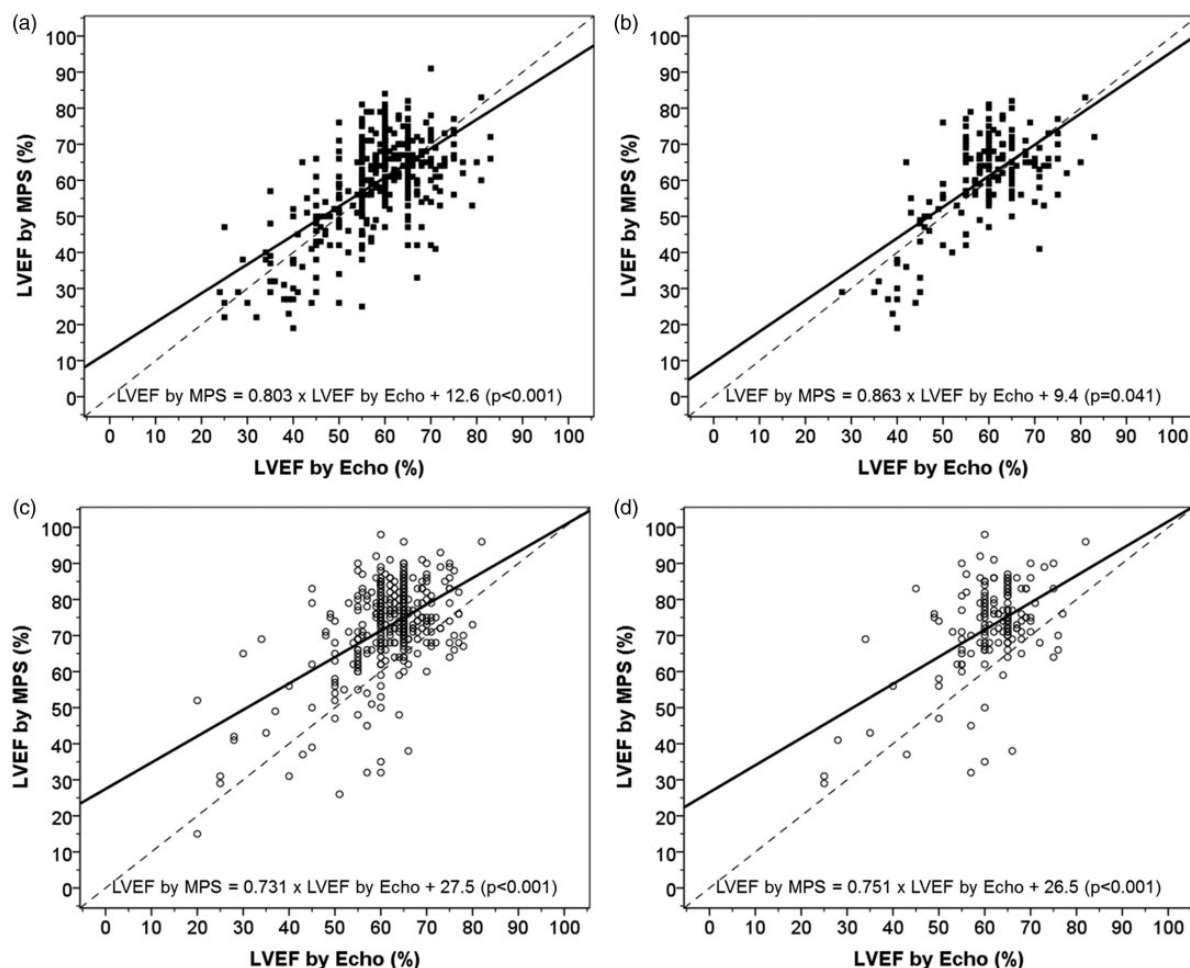 (a)
100
90
80
70
60
50
40
30
20
10
0
LVEF by MPS (%)
LVEF by MPS = 0.803 x LVEF by Echo + 12.6 (p<0.001)
0 10 20 30 40 50 60 70 80 90 100
LVEF by Echo (%)
(b)
100
90
80
70
60
50
40
30
20
10
0
LVEF by MPS (%)
LVEF by MPS = 0.863 x LVEF by Echo + 9.4 (p=0.041)
0 10 20 30 40 50 60 70 80 90 100
LVEF by Echo (%)
(c)
100
90
80
70
60
50
40
30
20
10
0
LVEF by MPS (%)
LVEF by MPS = 0.731 x LVEF by Echo + 27.5 (p<0.001)
0 10 20 30 40 50 60 70 80 90 100
LVEF by Echo (%)
(d)
100
90
80
70
60
50
40
30
20
10
0
LVEF by MPS (%)
LVEF by MPS = 0.751 x LVEF by Echo + 26.5 (p<0.001)
0 10 20 30 40 50 60 70 80 90 100
LVEF by Echo (%)